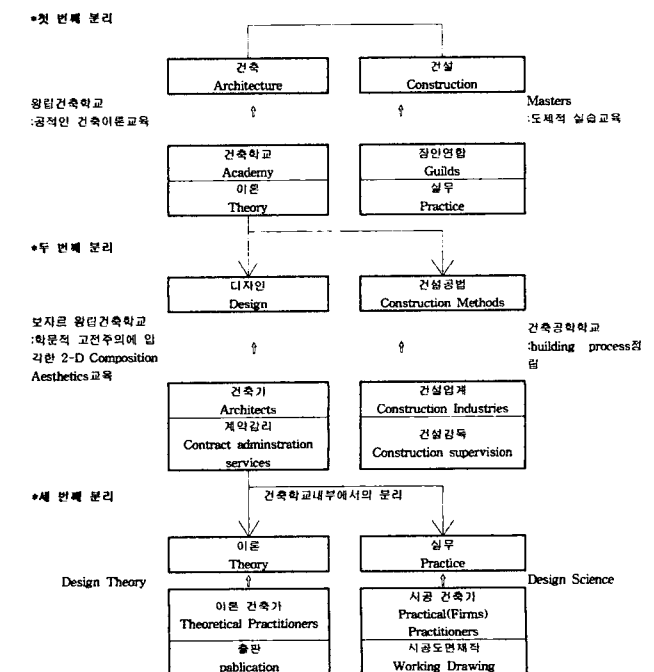 *첫 번째 분리
건축
Architecture
건설
Construction
왕립건축학교
:공적인 건축이론교육
Masters
:도제적 실습교육
건축학교
Academy
이론
Theory
장인연합
Guilds
실무
Practice
*두 번째 분리
디자인
Design
건설공법
Construction Methods
보자르 왕립건축학교
:학문적 고전주의에 입
각한 2-D Composition
Aesthetics교육
건축공학학교
:building process정
립
건축가
Architects
계약감리
Contract adminstration
services
건설업계
Construction Industries
건설감독
Construction supervision
*세 번째 분리
건축학교내부에서의 분리
이론
Theory
실무
Practice
Design Theory
Design Science
이론 건축가
Theoretical Practitioners
출판
pablication
시공 건축가
Practical(Firms)
Practitioners
시공도면재작
Working Drawing